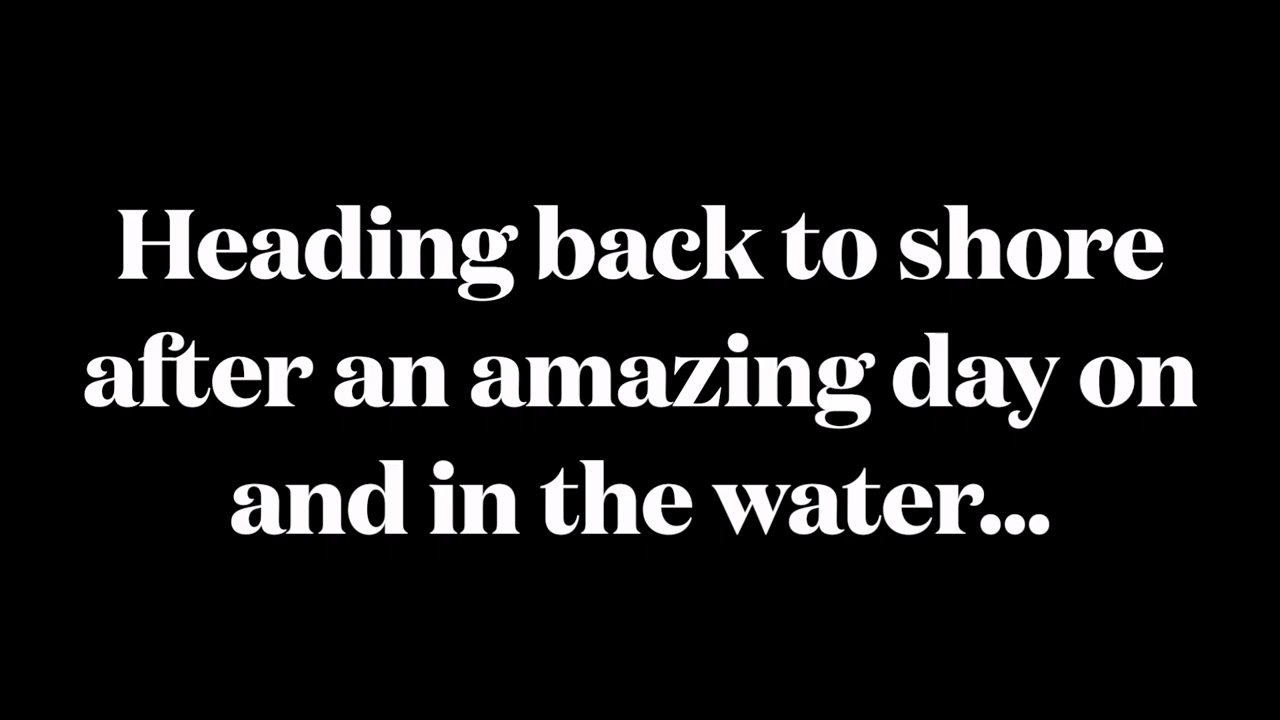 Heading back to shore
after an amazing day on
and in the water...